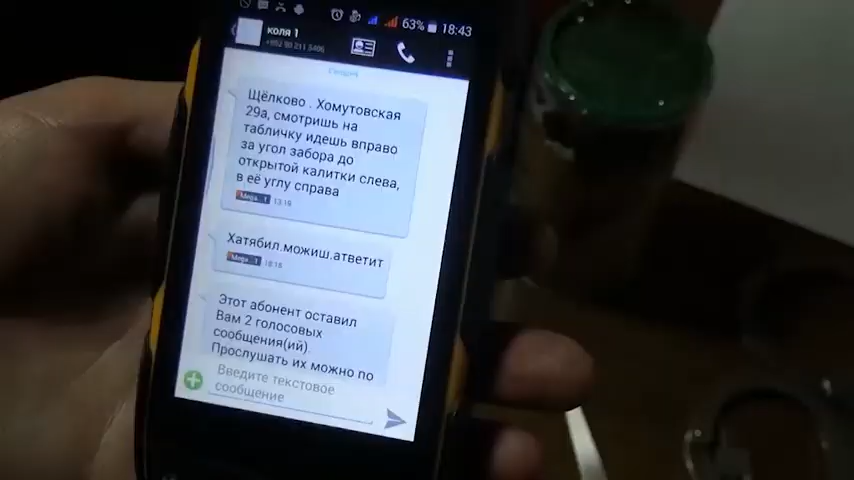 63% 18:43
коля 1
Сегодня
Щёлково . Хомутовская
29а, смотришь на
табличку идешь вправо
за угол забора до
открытой калитки слева,
в её углу справа
13:19
Хатябил.можиш.атветит
18:18
Этот абонент оставил
Вам 2 голосовых
сообщения(ий).
Прослушать их можно по
Введите текстовое
сообщение